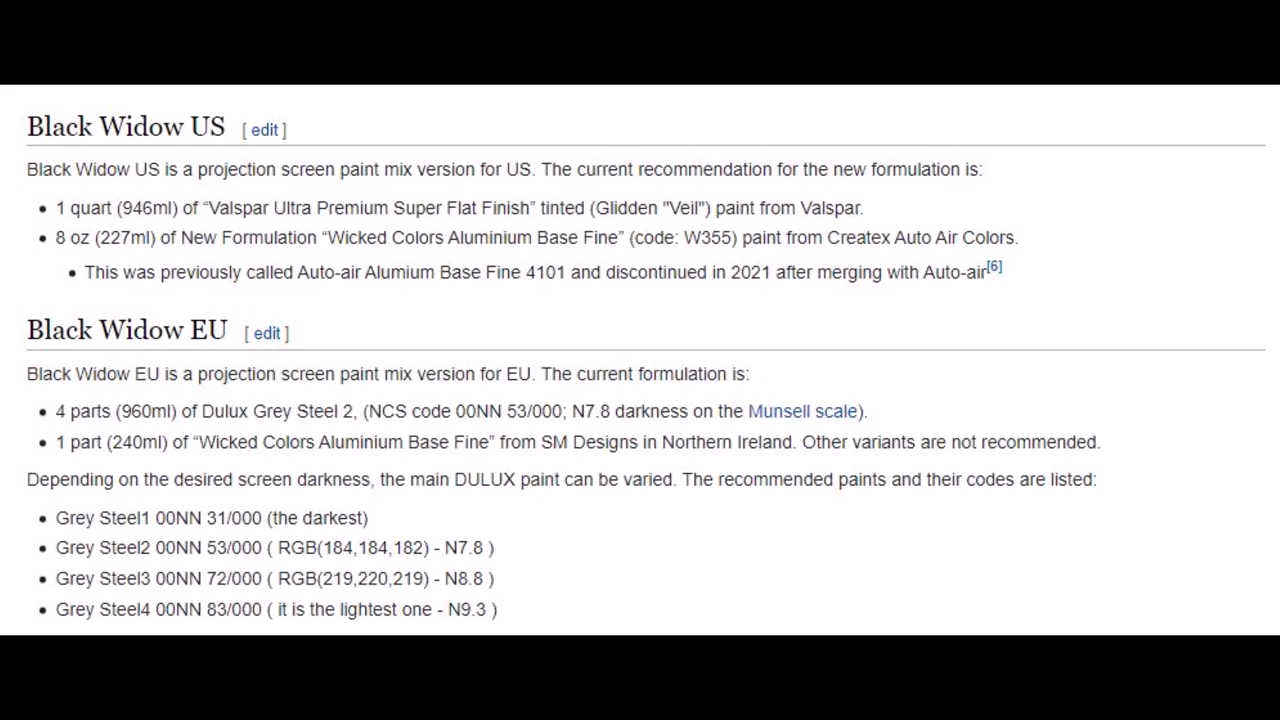 Black Widow US [ edit ]
Black Widow US is a projection screen paint mix version for US. The current recommendation for the new formulation is:
• 1 quart (946ml) of “Valspar Ultra Premium Super Flat Finish” tinted (Glidden "Veil") paint from Valspar.
• 8 oz (227ml) of New Formulation “Wicked Colors Aluminium Base Fine” (code: W355) paint from Createx Auto Air Colors.
• This was previously called Auto-air Alumium Base Fine 4101 and discontinued in 2021 after merging with Auto-air[6]
Black Widow EU [ edit ]
Black Widow EU is a projection screen paint mix version for EU. The current formulation is:
• 4 parts (960ml) of Dulux Grey Steel 2, (NCS code 00NN 53/000; N7.8 darkness on the Munsell scale).
• 1 part (240ml) of “Wicked Colors Aluminium Base Fine” from SM Designs in Northern Ireland. Other variants are not recommended.
Depending on the desired screen darkness, the main DULUX paint can be varied. The recommended paints and their codes are listed:
• Grey Steel1 00NN 31/000 (the darkest)
• Grey Steel2 00NN 53/000 ( RGB(184,184,182) - N7.8 )
• Grey Steel3 00NN 72/000 ( RGB(219,220,219) - N8.8 )
• Grey Steel4 00NN 83/000 ( it is the lightest one - N9.3 )